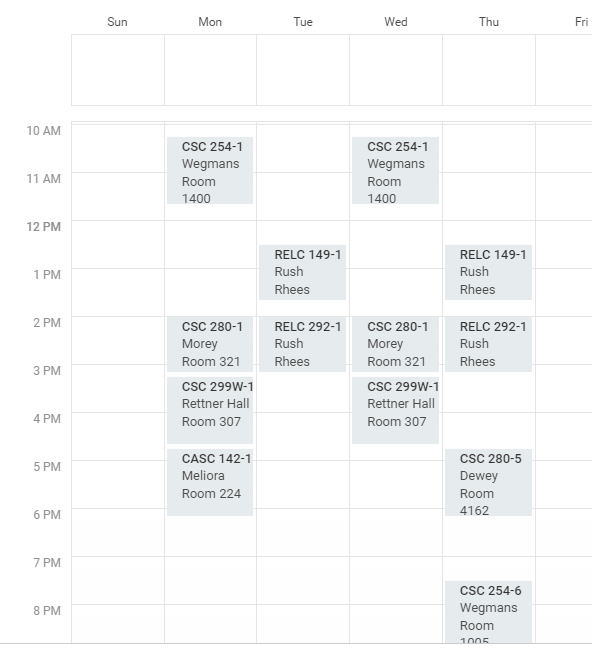 Sun Mon Tue Wed Thu Fri
10 AM
CSC 254-1
Wegmans
Room
1400
CSC 254-1
Wegmans
Room
1400
11 AM
12 PM
RELC 149-1
Rush
Rhees
RELC 149-1
Rush
Rhees
1 PM
2 PM
CSC 280-1
Morey
Room 321
RELC 292-1
Rush
Rhees
CSC 280-1
Morey
Room 321
RELC 292-1
Rush
Rhees
3 PM
CSC 299W-1
Rettner Hall
Room 307
CSC 299W-1
Rettner Hall
Room 307
4 PM
CASC 142-1
Meliora
Room 224
CSC 280-5
Dewey
Room
4162
5 PM
6 PM
7 PM
CSC 254-6
Wegmans
Room
1005
8 PM